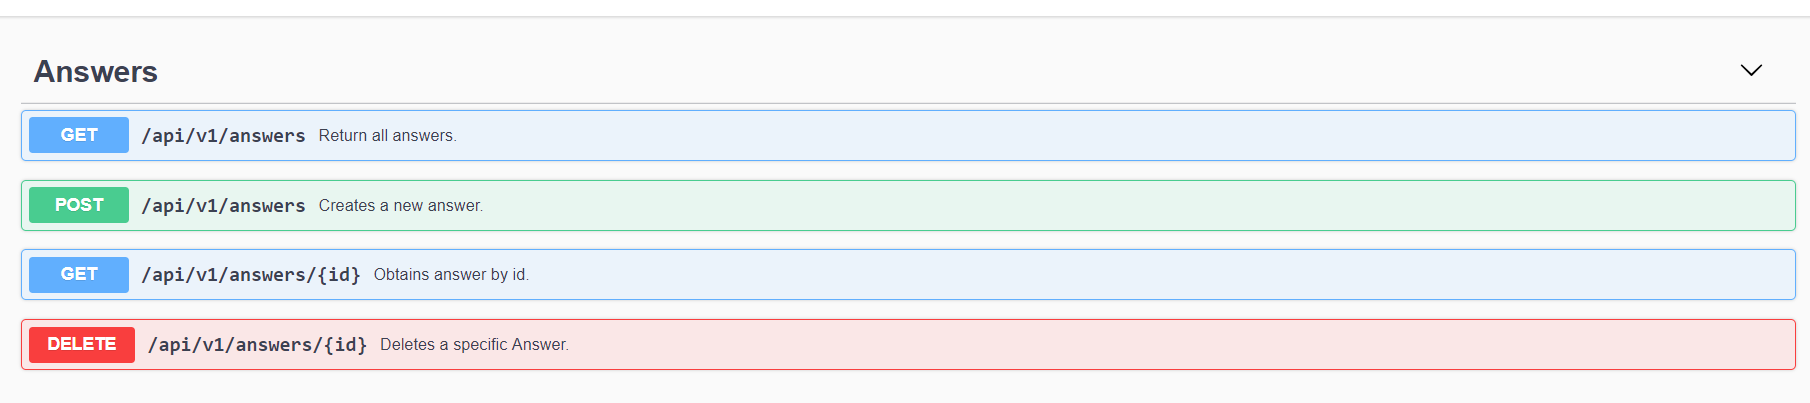 Answers
GET /api/v1/answers Return all answers.
POST /api/v1/answers Creates a new answer.
GET /api/v1/answers/{id} Obtains answer by id.
DELETE /api/v1/answers/{id} Deletes a specific Answer.